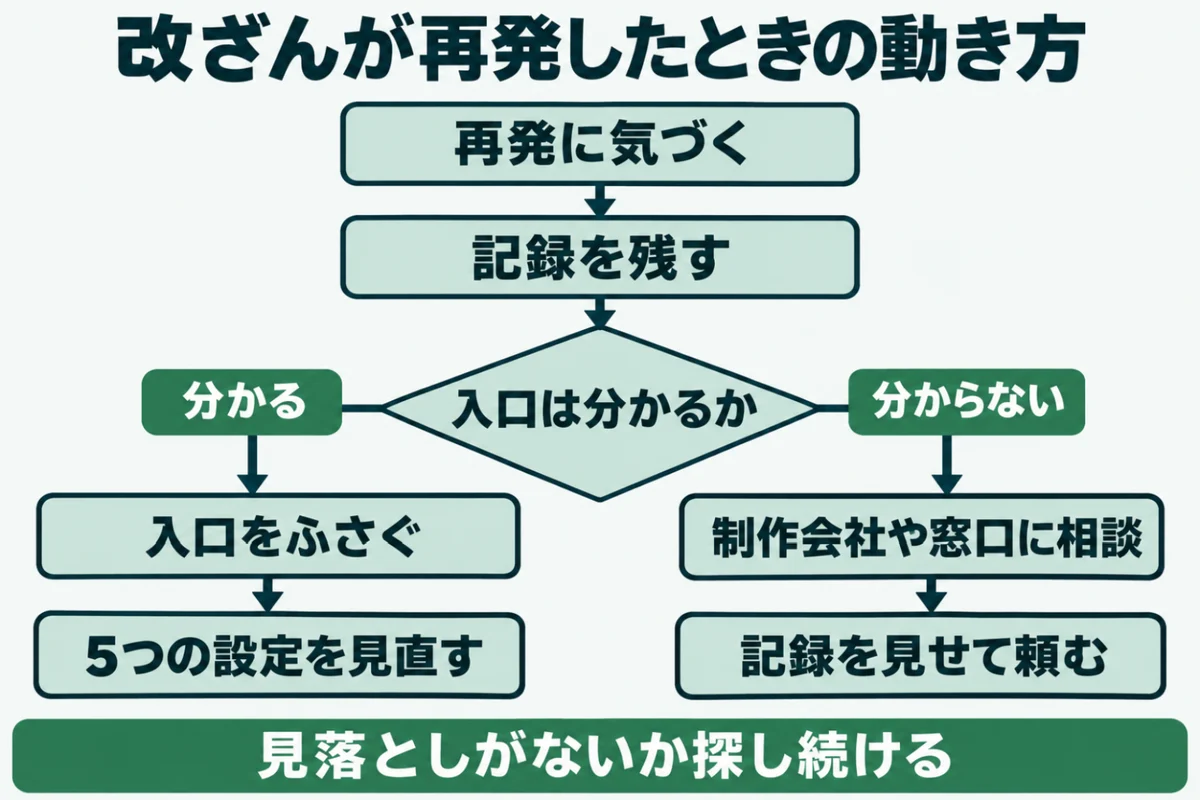 改ざんが再発したときの動き方
再発に気づく
記録を残す
入口は分かるか
分かる
分からない
入口をふさぐ
制作会社や窓口に相談
5つの設定を見直す
記録を見せて頼む
見落としがないか探し続ける